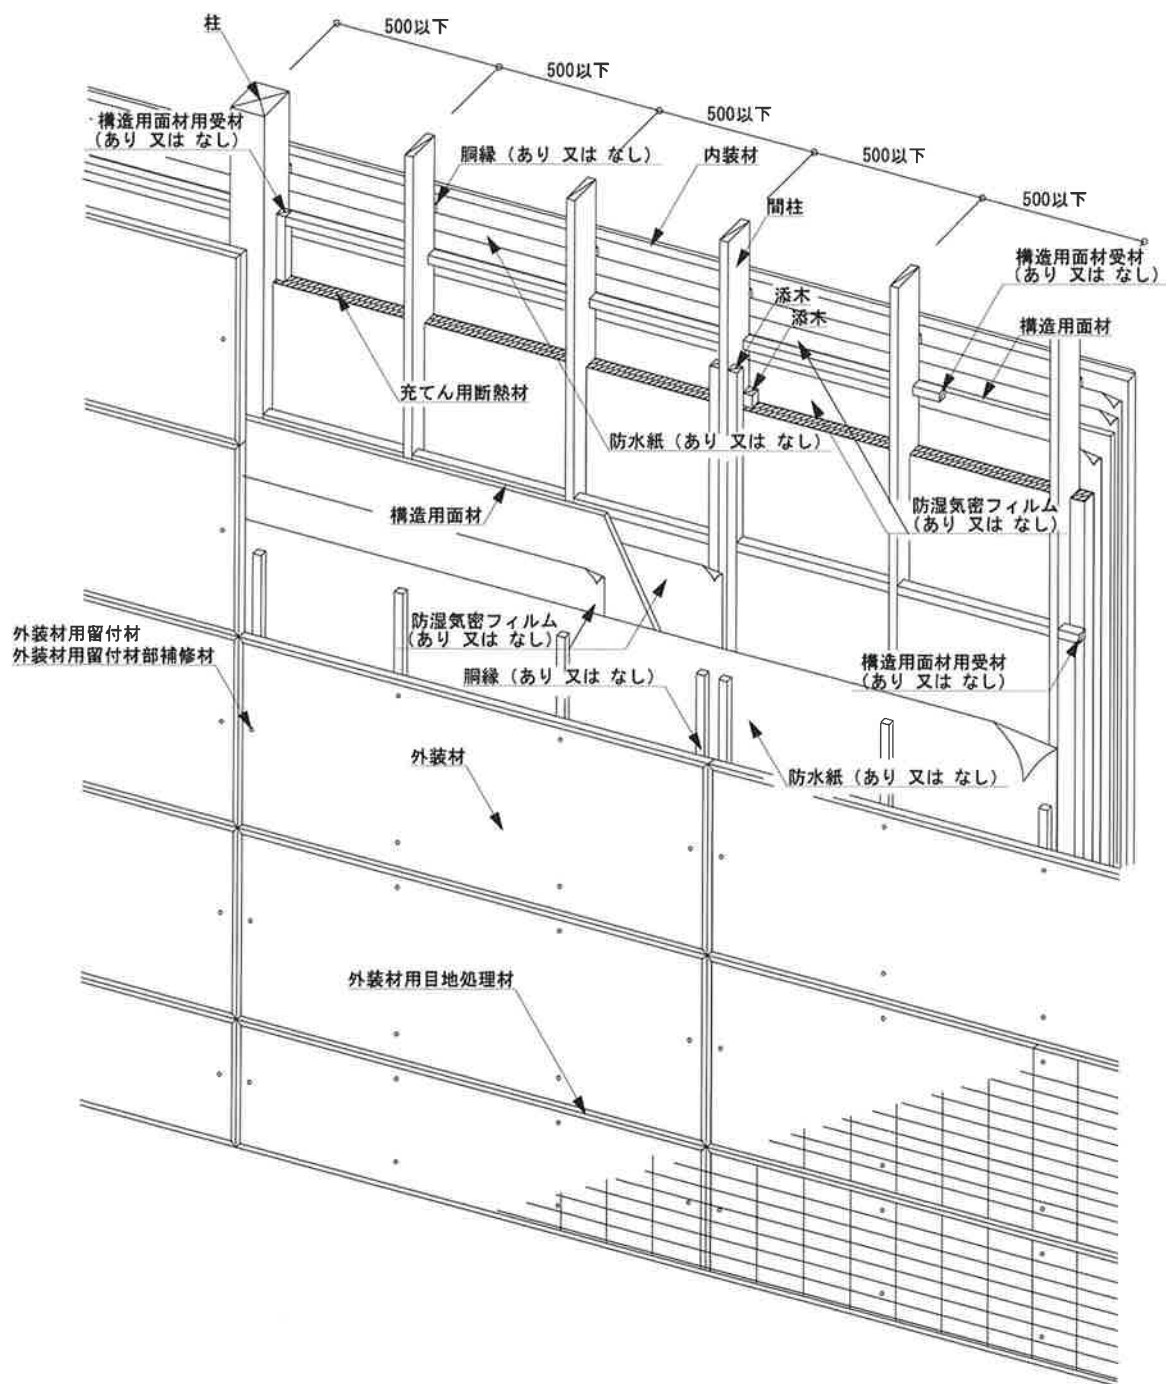 柱
500以下
500以下
500以下
500以下
500以下
構造用面材用受材
(あり 又は なし)
胴縁 (あり 又は なし)
内装材
間柱
構造用面材受材
(あり 又は なし)
添木
添木
構造用面材
充てん用断熱材
防水紙 (あり 又は なし)
構造用面材
防湿気密フィルム
(あり 又は なし)
防湿気密フィルム
(あり 又は なし)
外装材用留付材
外装材用留付材部補修材
胴縁 (あり 又は なし)
構造用面材用受材
(あり 又は なし)
外装材
防水紙 (あり 又は なし)
外装材用目地処理材